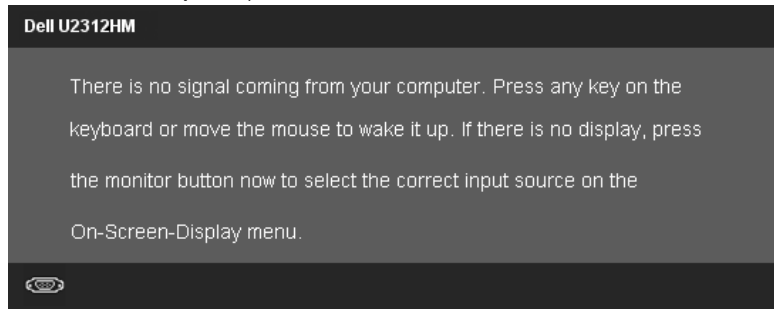 Dell U2312HM
There is no signal coming from your computer. Press any key on the
keyboard or move the mouse to wake it up. If there is no display, press
the monitor button now to select the correct input source on the
On-Screen-Display menu.